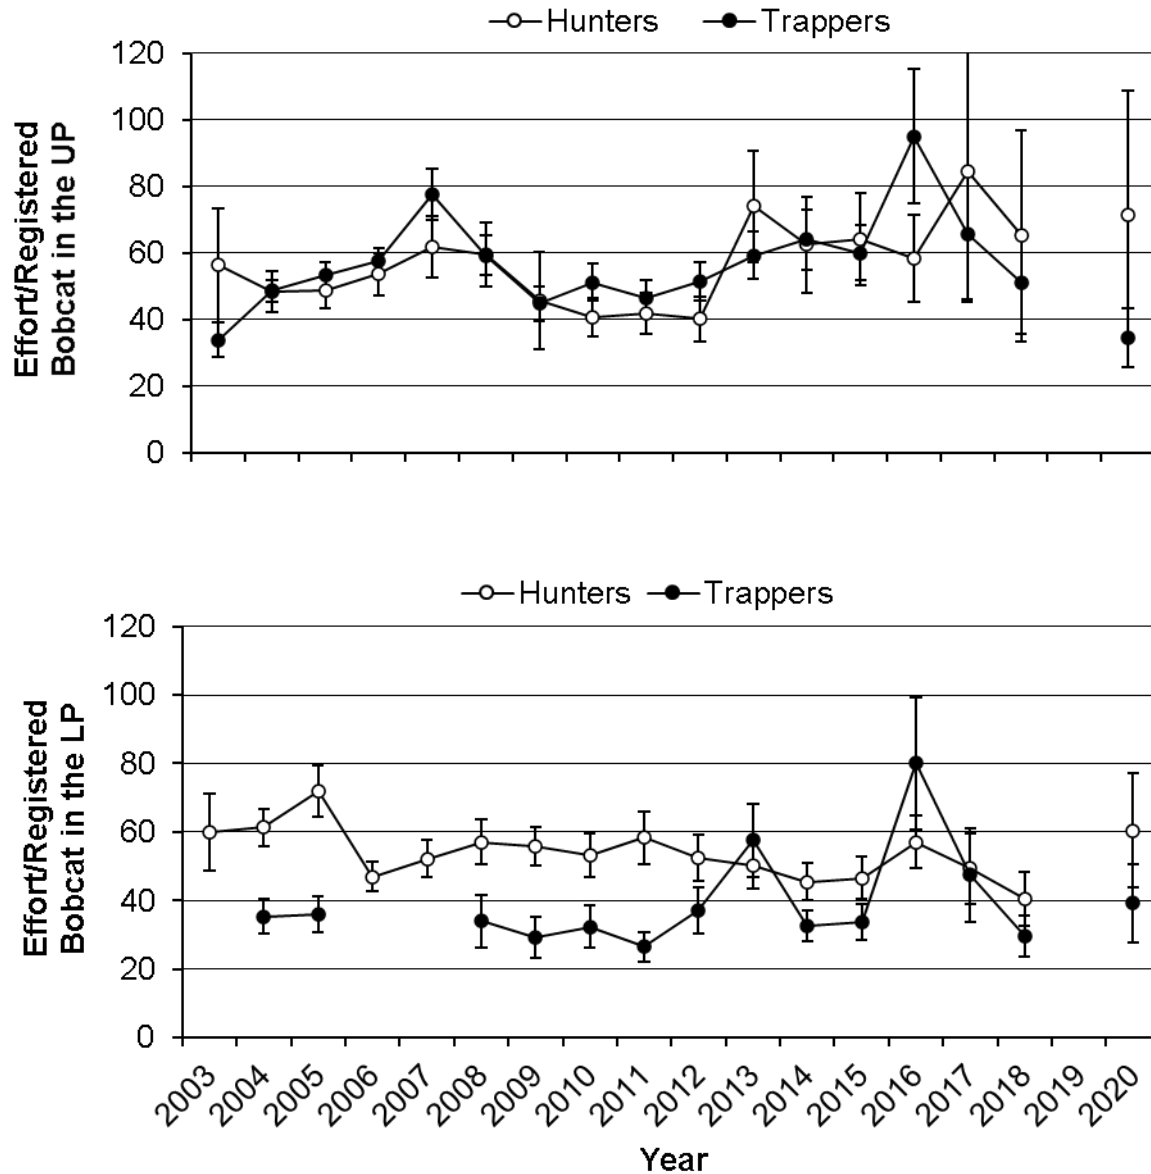 Hunters Trappers
Effort/Registered
Bobcat in the UP
120
100
80
60
40
20
0
Hunters Trappers
Effort/Registered
Bobcat in the LP
120
100
80
60
40
20
0
2003 2004 2005 2006 2007 2008 2009 2010 2011 2012 2013 2014 2015 2016 2017 2018 2019 2020
Year